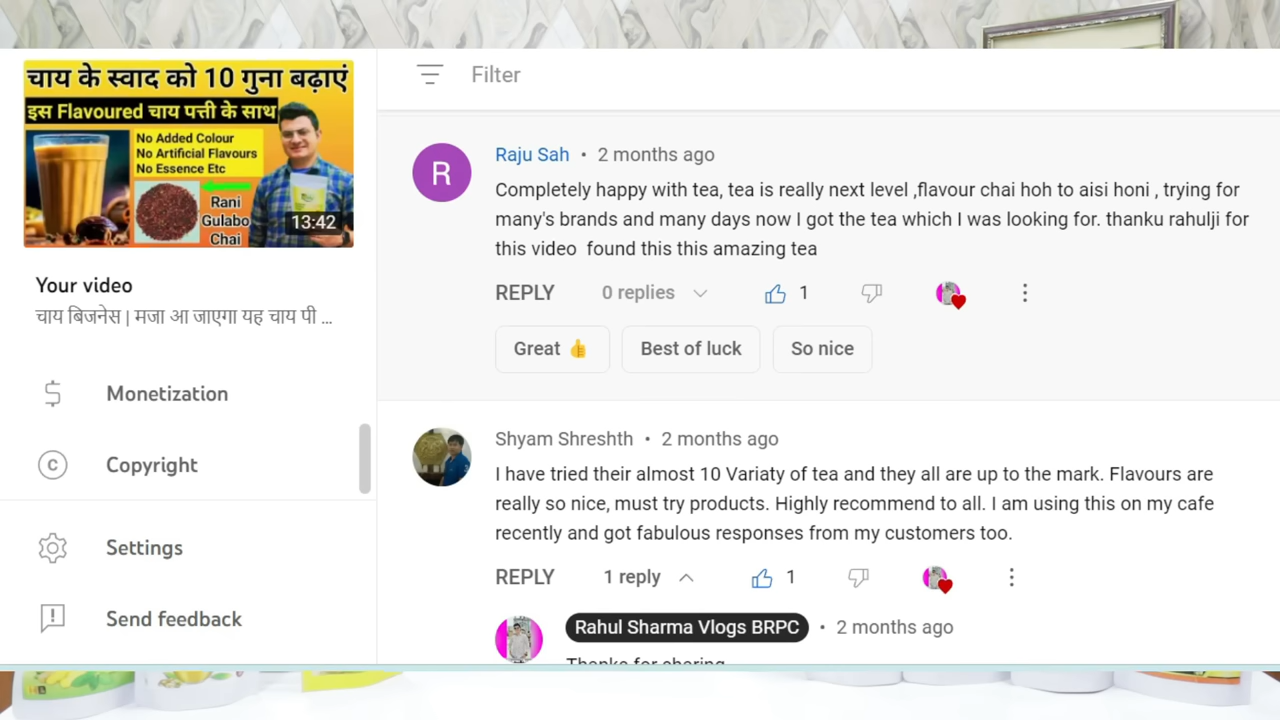 चाय के स्वाद को 10 गुना बढ़ाएं
इस Flavoured चाय पत्ती के साथ
No Added Colour
No Artificial Flavours
No Essence Etc
Rani
Gulabo
Chai
13:42
Your video
चाय बिजनेस | मजा आ जाएगा यह चाय पी ...
Monetization
Copyright
Settings
Send feedback
Filter
R
Raju Sah • 2 months ago
Completely happy with tea, tea is really next level ,flavour chai hoh to aisi honi , trying for
many's brands and many days now I got the tea which I was looking for. thanku rahulji for
this video found this this amazing tea
REPLY 0 replies 1
Great 👍 Best of luck So nice
Shyam Shreshth • 2 months ago
I have tried their almost 10 Variaty of tea and they all are up to the mark. Flavours are
really so nice, must try products. Highly recommend to all. I am using this on my cafe
recently and got fabulous responses from my customers too.
REPLY 1 reply 1
Rahul Sharma Vlogs BRPC • 2 months ago
Thanks for sharing